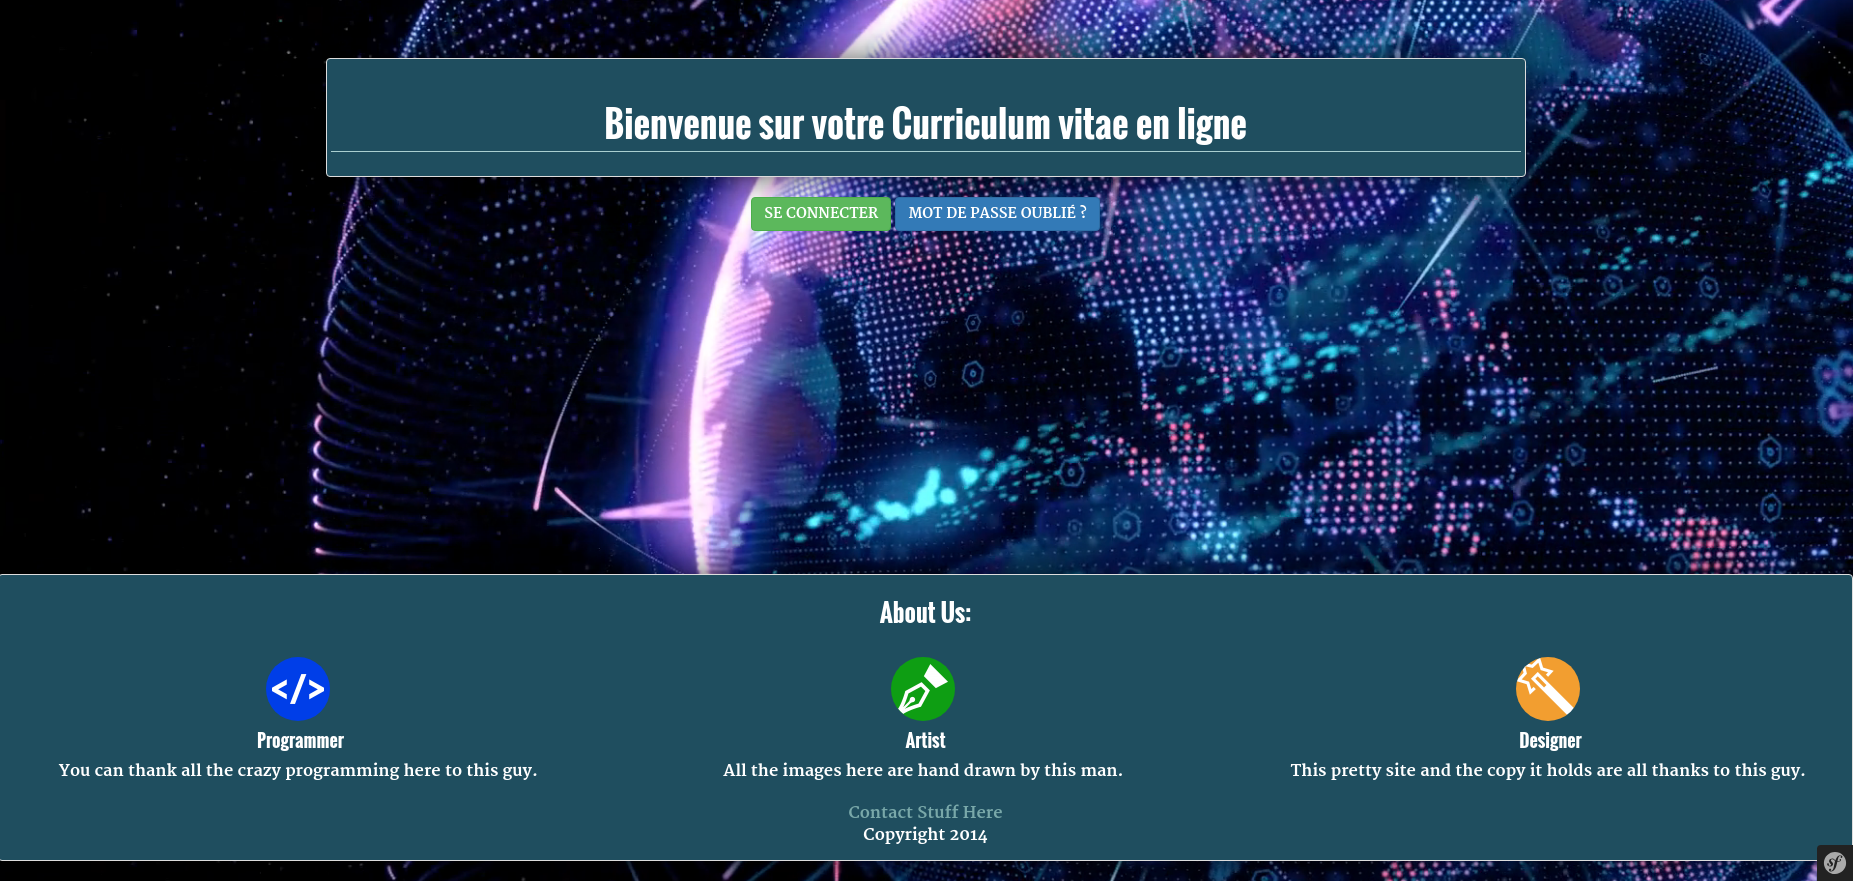 Bienvenue sur votre Curriculum vitae en ligne
SE CONNECTER MOT DE PASSE OUBLIÉ ?
About Us:
</>
Programmer
You can thank all the crazy programming here to this guy.
Artist
All the images here are hand drawn by this man.
Designer
This pretty site and the copy it holds are all thanks to this guy.
Contact Stuff Here
Copyright 2014
sf